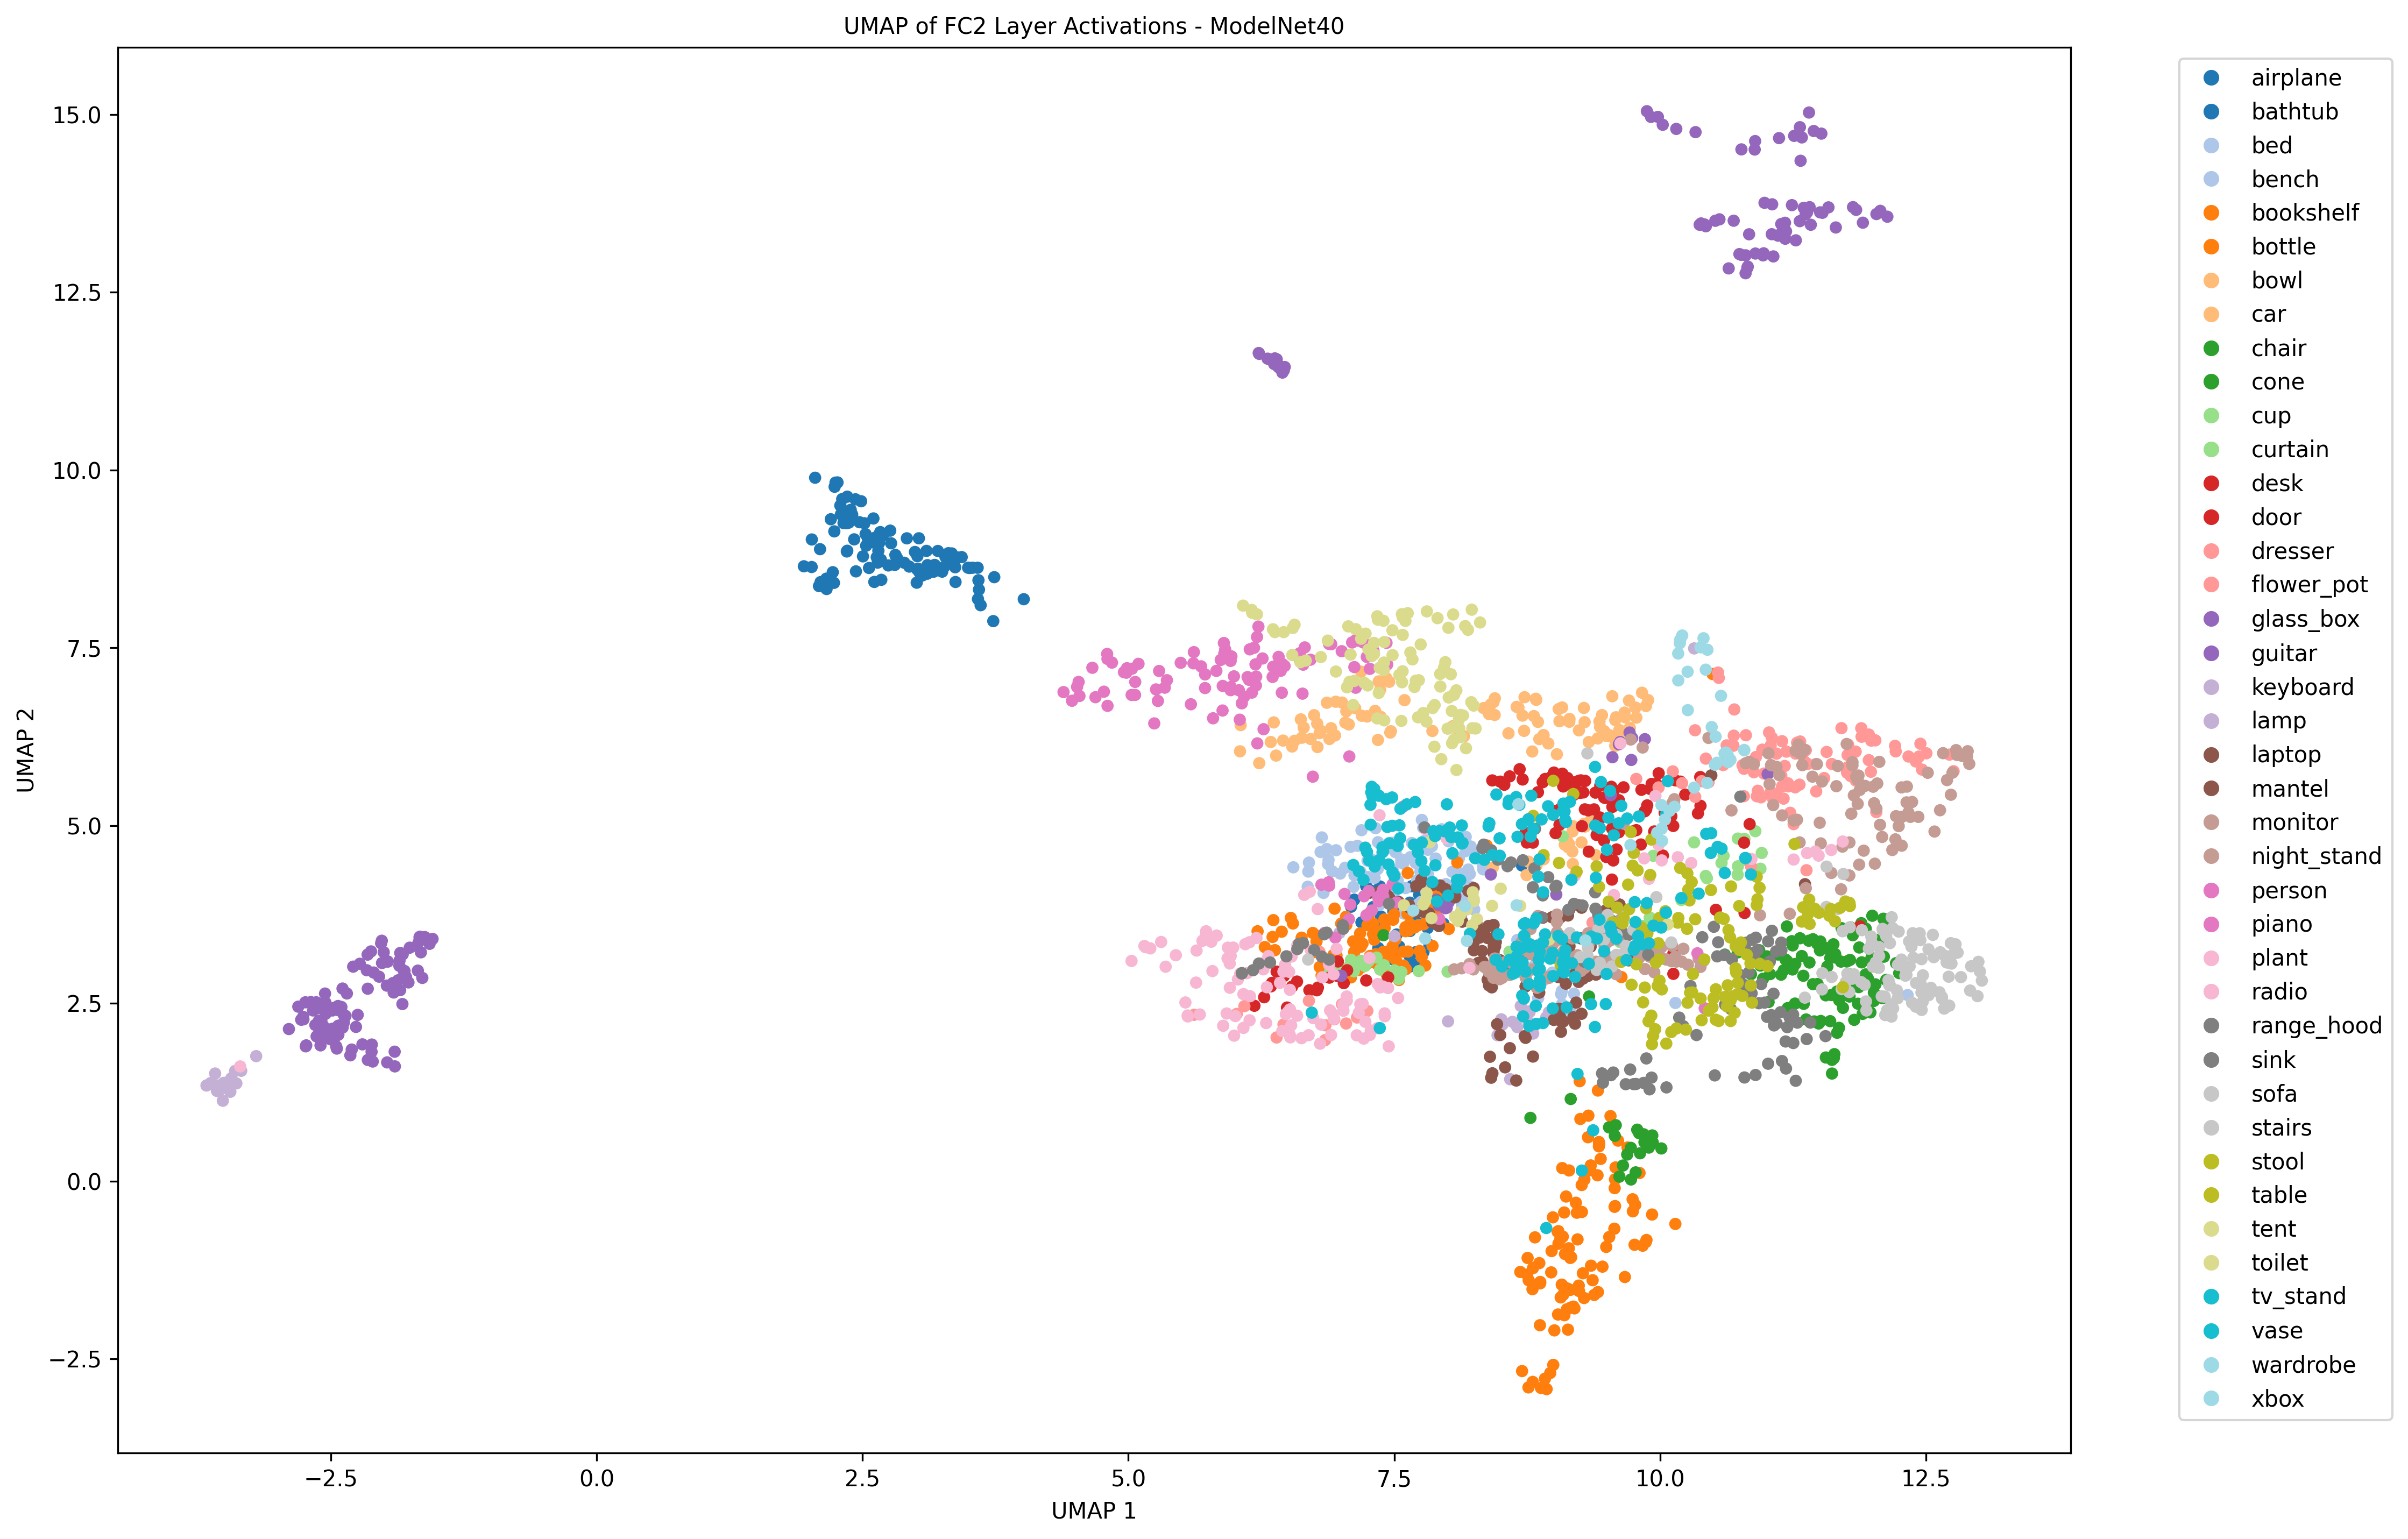 UMAP of FC2 Layer Activations - ModelNet40
15.0
12.5
10.0
7.5
5.0
2.5
0.0
−2.5
UMAP 2
−2.5
0.0
2.5
5.0
7.5
10.0
12.5
UMAP 1
airplane
bathtub
bed
bench
bookshelf
bottle
bowl
car
chair
cone
cup
curtain
desk
door
dresser
flower_pot
glass_box
guitar
keyboard
lamp
laptop
mantel
monitor
night_stand
person
piano
plant
radio
range_hood
sink
sofa
stairs
stool
table
tent
toilet
tv_stand
vase
wardrobe
xbox